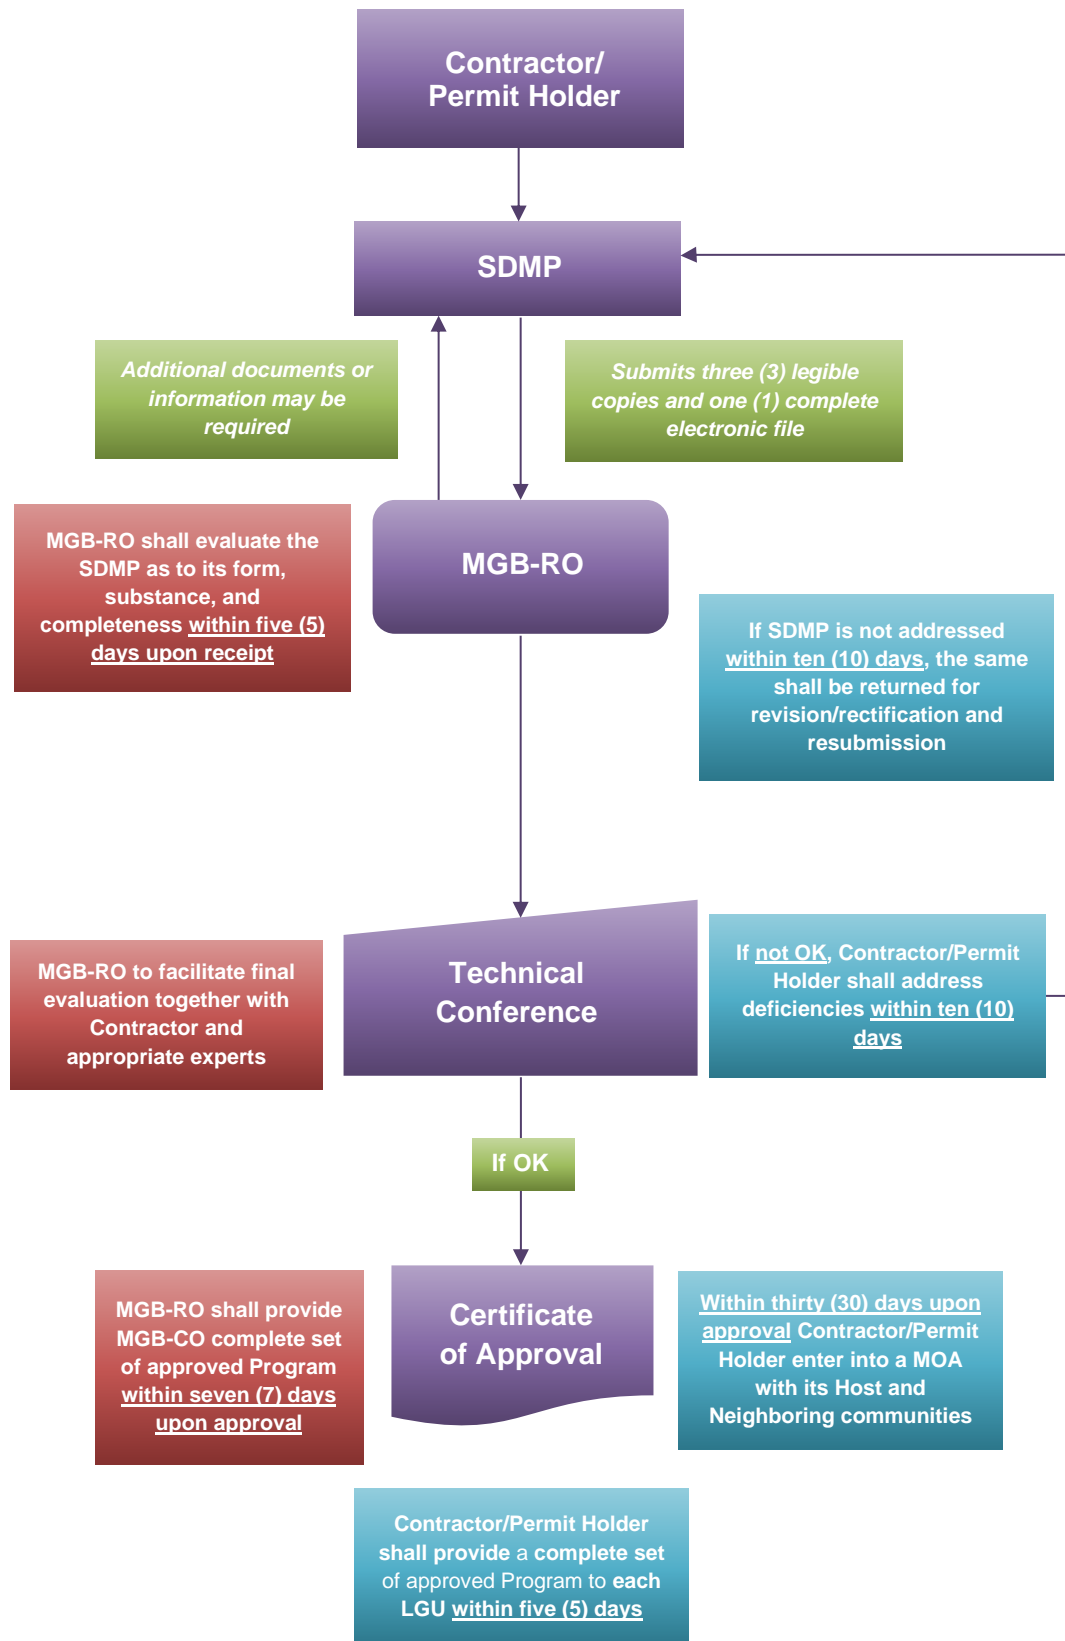 Contractor/
Permit Holder
SDMP
Additional documents or
information may be
required
Submits three (3) legible
copies and one (1) complete
electronic file
MGB-RO shall evaluate the
SDMP as to its form,
substance, and
completeness within five (5)
days upon receipt
MGB-RO
If SDMP is not addressed
within ten (10) days, the same
shall be returned for
revision/rectification and
resubmission
MGB-RO to facilitate final
evaluation together with
Contractor and
appropriate experts
Technical
Conference
If not OK, Contractor/Permit
Holder shall address
deficiencies within ten (10)
days
If OK
MGB-RO shall provide
MGB-CO complete set
of approved Program
within seven (7) days
upon approval
Certificate
of Approval
Within thirty (30) days upon
approval Contractor/Permit
Holder enter into a MOA
with its Host and
Neighboring communities
Contractor/Permit Holder
shall provide a complete set
of approved Program to each
LGU within five (5) days